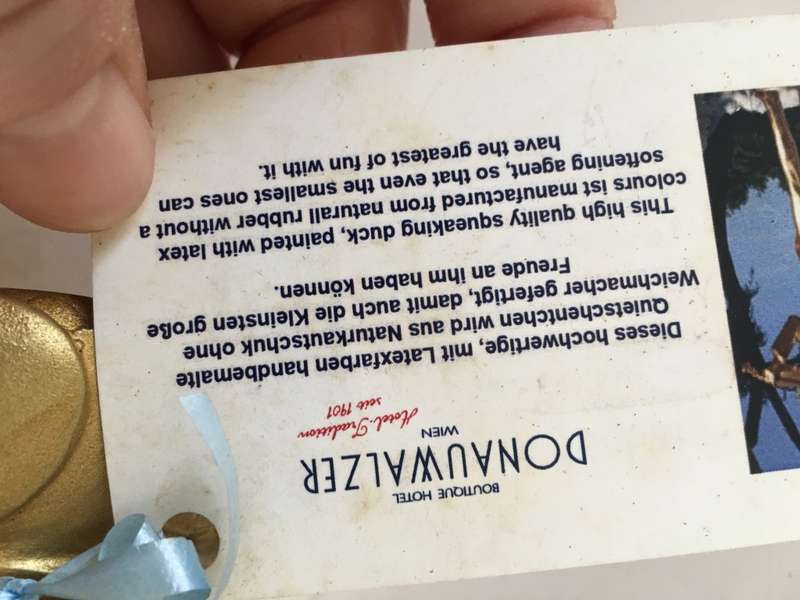 BOUTIQUE HOTEL
DONAUWALZER
WIEN
Hotel-Tradition
seit 1901
Dieses hochwertige, mit Latexfarben handbemalte
Quietschentchen wird aus Naturkautschuk ohne
Weichmacher gefertigt, damit auch die Kleinsten große
Freude an ihm haben können.
This high quality squeaking duck, painted with latex
colours ist manufactured from naturall rubber without a
softening agent, so that even the smallest ones can
have the greatest of fun with it.